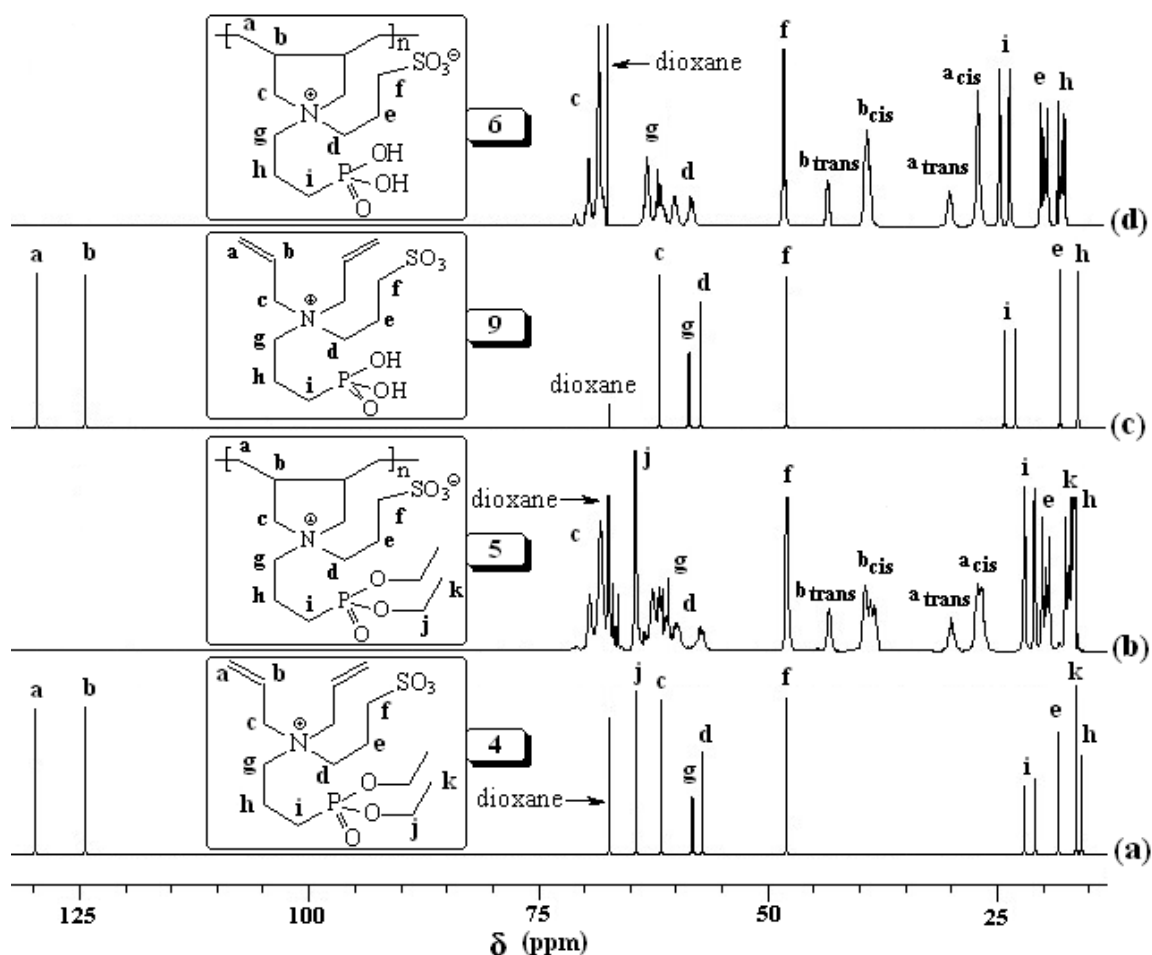 a
b
n
SO3⊖
c
f
⊕
N
e
g
d
OH
h
P
OH
i
O
6
c
dioxane
g
d
f
b trans
b cis
a trans
a cis
i
e
h
(d)
a
b
a
b
SO3
c
f
⊕
N
e
g
d
OH
h
P
OH
i
O
9
dioxane
c
g
d
f
i
e
h
(c)
a
b
n
SO3⊖
c
f
⊕
N
e
g
d
O
h
P
O
k
i
O
j
5
dioxane
c
j
g
d
f
b trans
b cis
a trans
a cis
i
e
k
h
(b)
a
b
a
b
SO3
c
f
⊕
N
e
g
d
O
h
P
O
k
i
O
j
4
dioxane
j
c
g
d
f
i
e
k
h
(a)
125 100 75 50 25
δ (ppm)